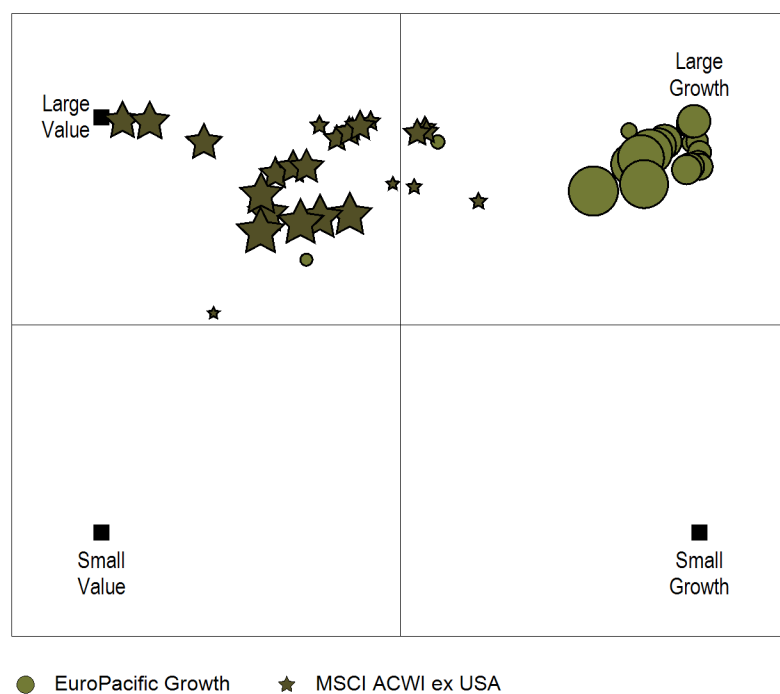 Large
Growth
Large
Value
Small
Value
Small
Growth
EuroPacific Growth
MSCI ACWI ex USA